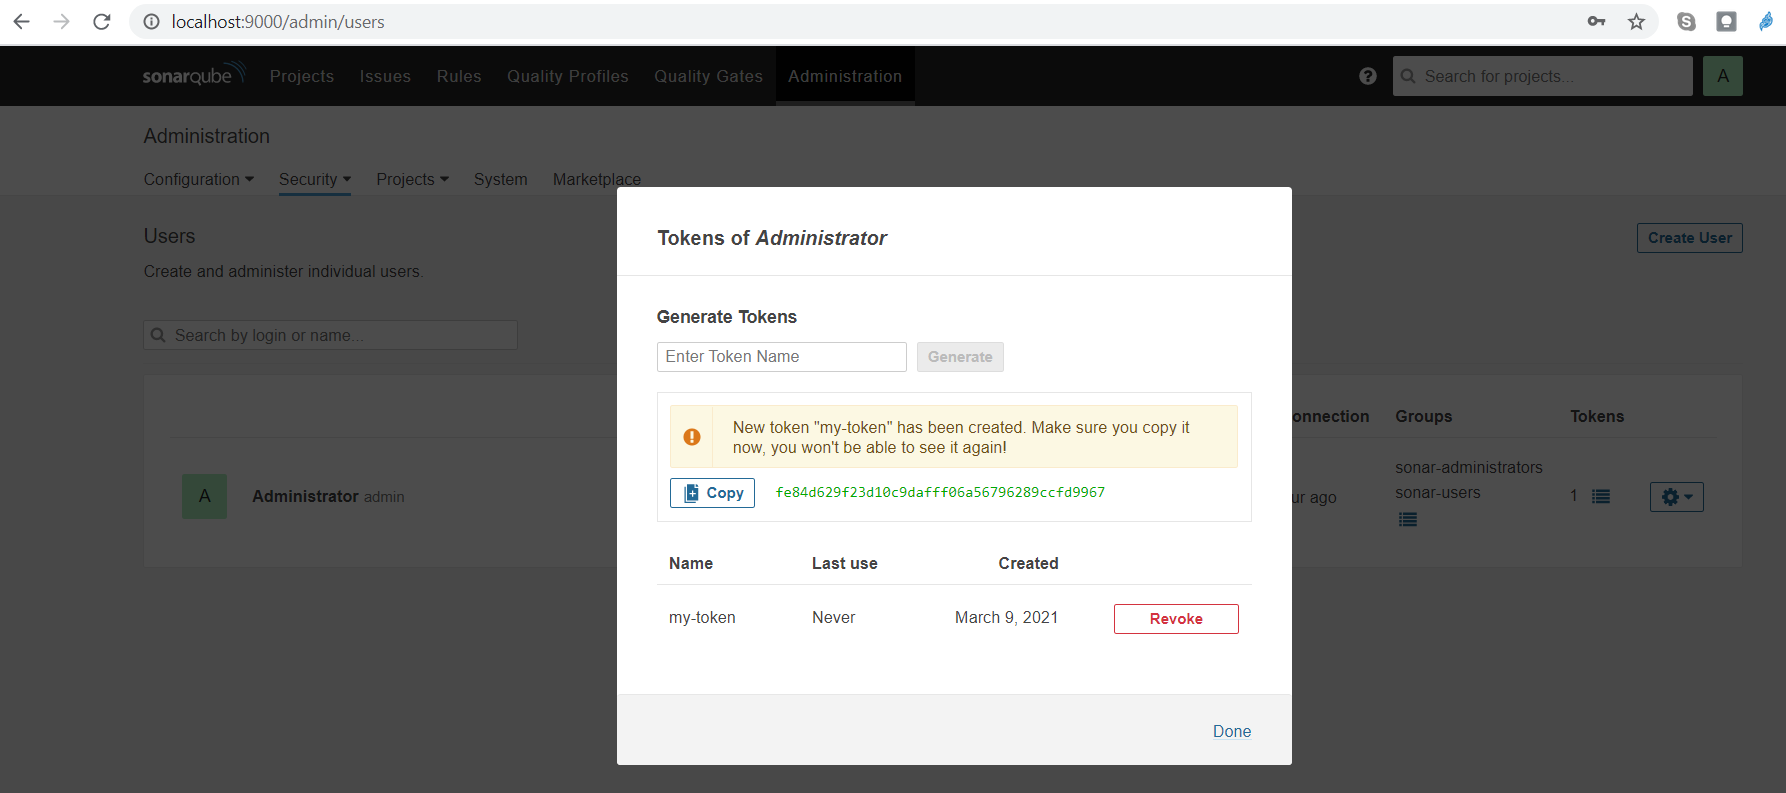 localhost:9000/admin/users
sonarqube Projects Issues Rules Quality Profiles Quality Gates Administration ? Search for projects... A
Administration
Configuration Security Projects System Marketplace
Tokens of Administrator
Users
Create User
Create and administer individual users.
Generate Tokens
Search by login or name...
Enter Token Name Generate
onnection Groups Tokens
New token "my-token" has been created. Make sure you copy it
now, you won't be able to see it again!
A Administrator admin
Copy fe84d629f23d10c9dafff06a56796289ccfd9967
ur ago
sonar-administrators
sonar-users
1
Name Last use Created
my-token Never March 9, 2021 Revoke
Done